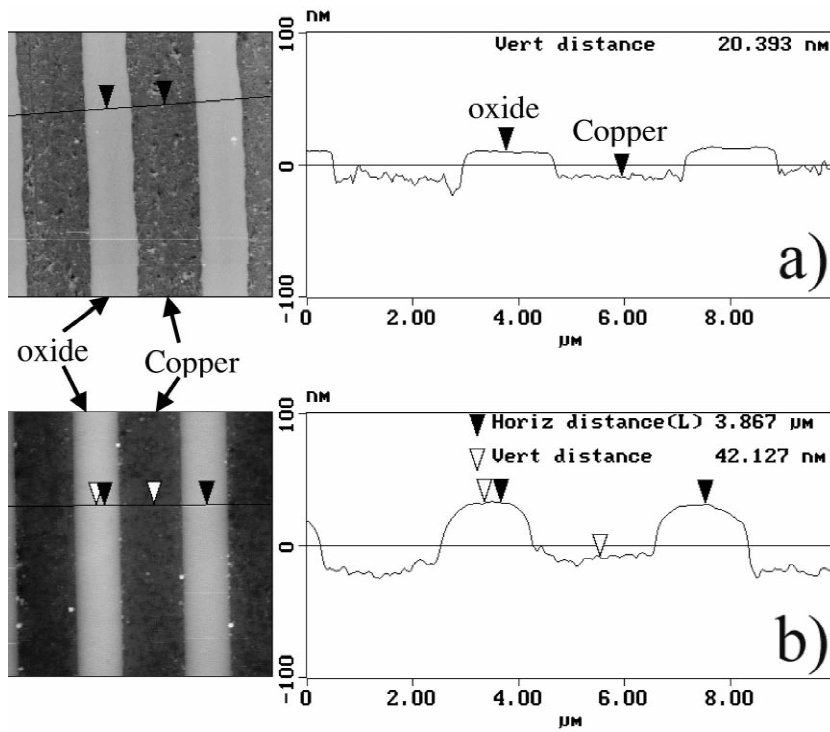 nm
100
0
-100
Vert distance 20.393 nm
oxide
Copper
a)
0 2.00 4.00 6.00 8.00
µm
oxide
Copper
nm
100
0
-100
Horiz distance(L) 3.867 µm
Vert distance 42.127 nm
b)
0 2.00 4.00 6.00 8.00
µm